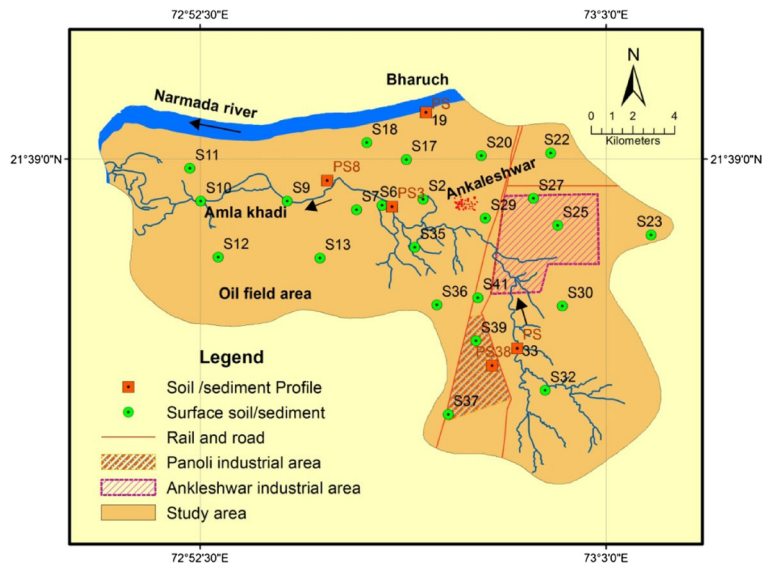 72°52'30"E
73°3'0"E
N
Bharuch
0 1 2 4
Kilometers
Narmada river
PS
19
S18
S20
S22
S17
21°39'0"N
21°39'0"N
S11
PS8
Ankaleshwar
S10
S9
S7
S6
PS3
S2
S27
S29
S25
S23
Amla khadi
S35
S12
S13
Oil field area
S36
S41
S30
S39
PS
33
PS38
S32
S37
Legend
Soil /sediment Profile
Surface soil/sediment
Rail and road
Panoli industrial area
Ankleshwar industrial area
Study area
72°52'30"E
73°3'0"E